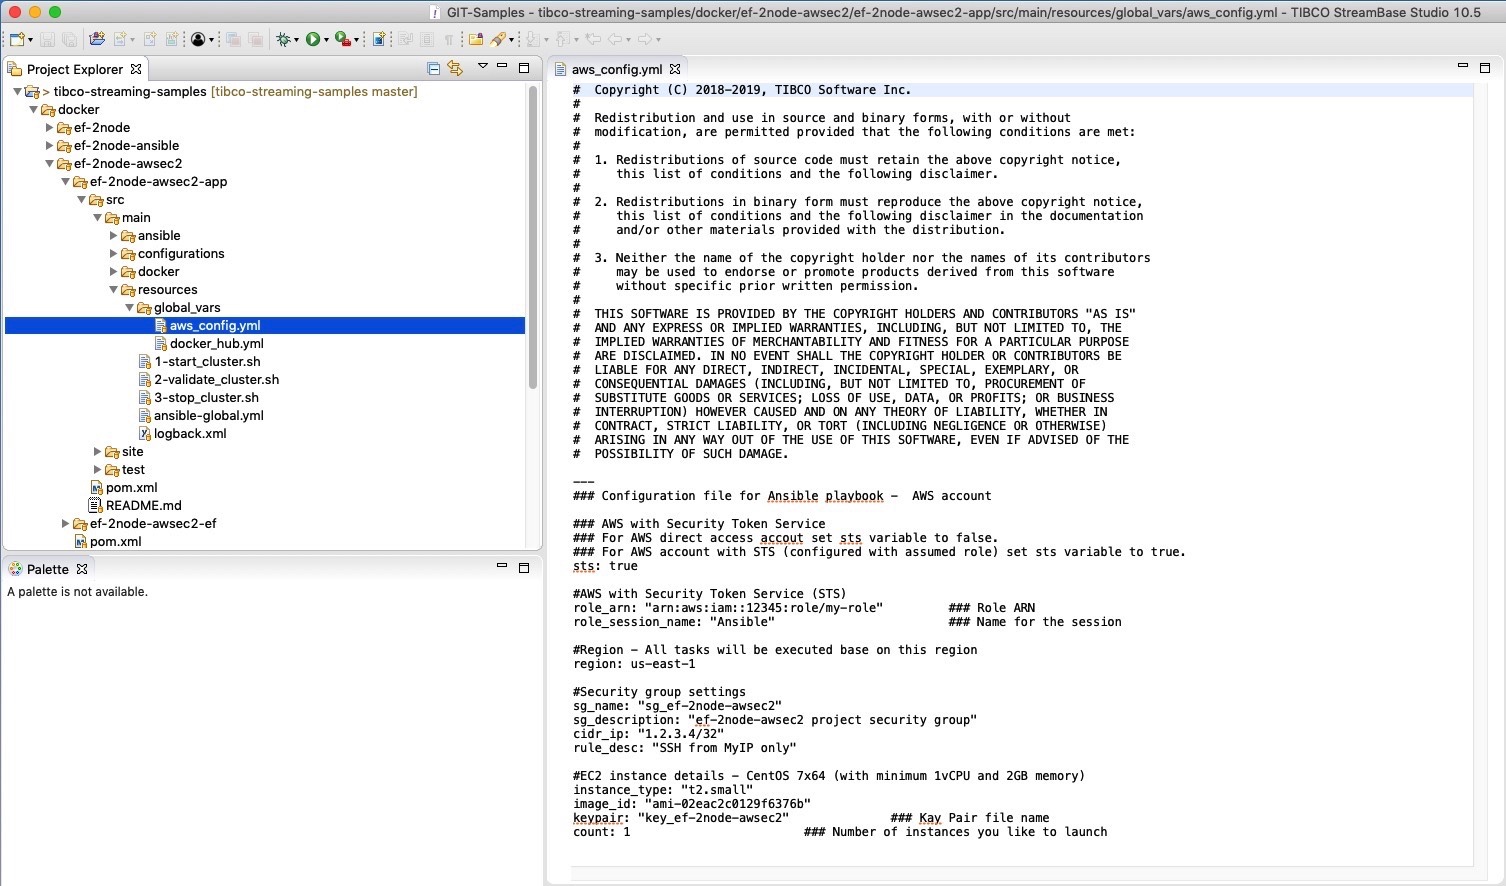 GIT-Samples - tibco-streaming-samples/docker/ef-2node-awsec2/ef-2node-awsec2-app/src/main/resources/global_vars/aws_config.yml - TIBCO StreamBase Studio 10.5
Project Explorer
> tibco-streaming-samples [tibco-streaming-samples master]
docker
ef-2node
ef-2node-ansible
ef-2node-awsec2
ef-2node-awsec2-app
src
main
ansible
configurations
docker
resources
global_vars
aws_config.yml
docker_hub.yml
1-start_cluster.sh
2-validate_cluster.sh
3-stop_cluster.sh
ansible-global.yml
logback.xml
site
test
pom.xml
README.md
ef-2node-awsec2-ef
pom.xml
Palette
A palette is not available.
aws_config.yml
#  Copyright (C) 2018-2019, TIBCO Software Inc.
#
#  Redistribution and use in source and binary forms, with or without
#  modification, are permitted provided that the following conditions are met:
#
#  1. Redistributions of source code must retain the above copyright notice,
#     this list of conditions and the following disclaimer.
#
#  2. Redistributions in binary form must reproduce the above copyright notice,
#     this list of conditions and the following disclaimer in the documentation
#     and/or other materials provided with the distribution.
#
#  3. Neither the name of the copyright holder nor the names of its contributors
#     may be used to endorse or promote products derived from this software
#     without specific prior written permission.
#
#  THIS SOFTWARE IS PROVIDED BY THE COPYRIGHT HOLDERS AND CONTRIBUTORS "AS IS"
#  AND ANY EXPRESS OR IMPLIED WARRANTIES, INCLUDING, BUT NOT LIMITED TO, THE
#  IMPLIED WARRANTIES OF MERCHANTABILITY AND FITNESS FOR A PARTICULAR PURPOSE
#  ARE DISCLAIMED. IN NO EVENT SHALL THE COPYRIGHT HOLDER OR CONTRIBUTORS BE
#  LIABLE FOR ANY DIRECT, INDIRECT, INCIDENTAL, SPECIAL, EXEMPLARY, OR
#  CONSEQUENTIAL DAMAGES (INCLUDING, BUT NOT LIMITED TO, PROCUREMENT OF
#  SUBSTITUTE GOODS OR SERVICES; LOSS OF USE, DATA, OR PROFITS; OR BUSINESS
#  INTERRUPTION) HOWEVER CAUSED AND ON ANY THEORY OF LIABILITY, WHETHER IN
#  CONTRACT, STRICT LIABILITY, OR TORT (INCLUDING NEGLIGENCE OR OTHERWISE)
#  ARISING IN ANY WAY OUT OF THE USE OF THIS SOFTWARE, EVEN IF ADVISED OF THE
#  POSSIBILITY OF SUCH DAMAGE.
---
### Configuration file for Ansible playbook -  AWS account
### AWS with Security Token Service
### For AWS direct access accout set sts variable to false.
### For AWS account with STS (configured with assumed role) set sts variable to true.
sts: true
#AWS with Security Token Service (STS)
role_arn: "arn:aws:iam::12345:role/my-role"         ### Role ARN
role_session_name: "Ansible"                        ### Name for the session
#Region - All tasks will be executed base on this region
region: us-east-1
#Security group settings
sg_name: "sg_ef-2node-awsec2"
sg_description: "ef-2node-awsec2 project security group"
cidr_ip: "1.2.3.4/32"
rule_desc: "SSH from MyIP only"
#EC2 instance details - CentOS 7x64 (with minimum 1vCPU and 2GB memory)
instance_type: "t2.small"
image_id: "ami-02eac2c0129f6376b"
keypair: "key_ef-2node-awsec2"              ### Kay Pair file name
count: 1                        ### Number of instances you like to launch